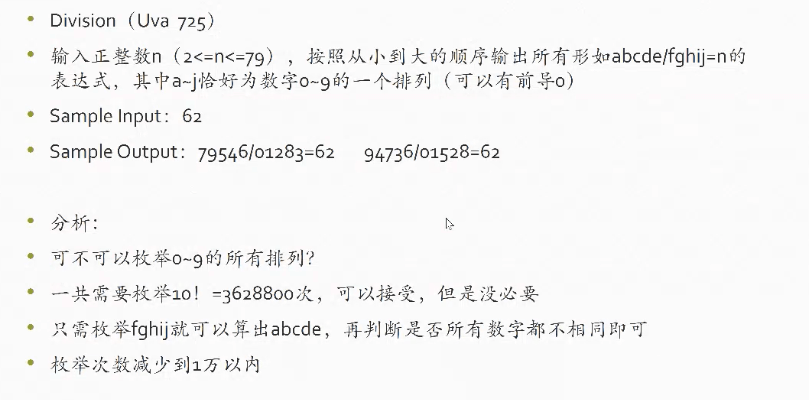 Division（Uva 725）
输入正整数n（2<=n<=79），按照从小到大的顺序输出所有形如abcde/fghij=n的
表达式，其中a~j恰好为数字0~9的一个排列（可以有前导0）
Sample Input：62
Sample Output：79546/01283=62 94736/01528=62
分析：
可不可以枚举0~9的所有排列？
一共需要枚举10！=3628800次，可以接受，但是没必要
只需枚举fghij就可以算出abcde，再判断是否所有数字都不相同即可
枚举次数减少到1万以内